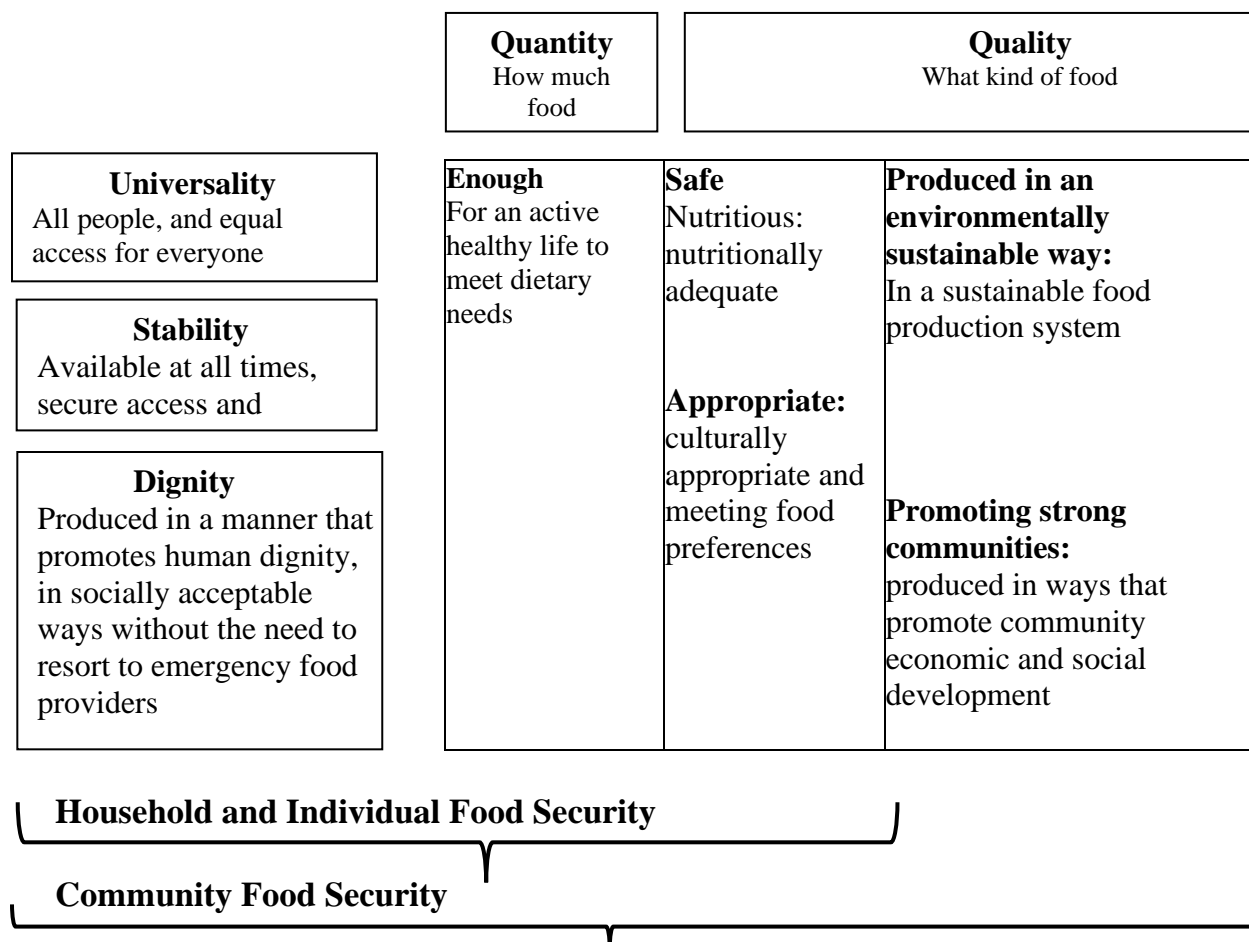 Quantity
How much
food
Quality
What kind of food
Universality
All people, and equal
access for everyone
Stability
Available at all times,
secure access and
Dignity
Produced in a manner that
promotes human dignity,
in socially acceptable
ways without the need to
resort to emergency food
providers
Enough
For an active
healthy life to
meet dietary
needs
Safe
Nutritious:
nutritionally
adequate
Appropriate:
culturally
appropriate and
meeting food
preferences
Produced in an
environmentally
sustainable way:
In a sustainable food
production system
Promoting strong
communities:
produced in ways that
promote community
economic and social
development
Household and Individual Food Security
Community Food Security